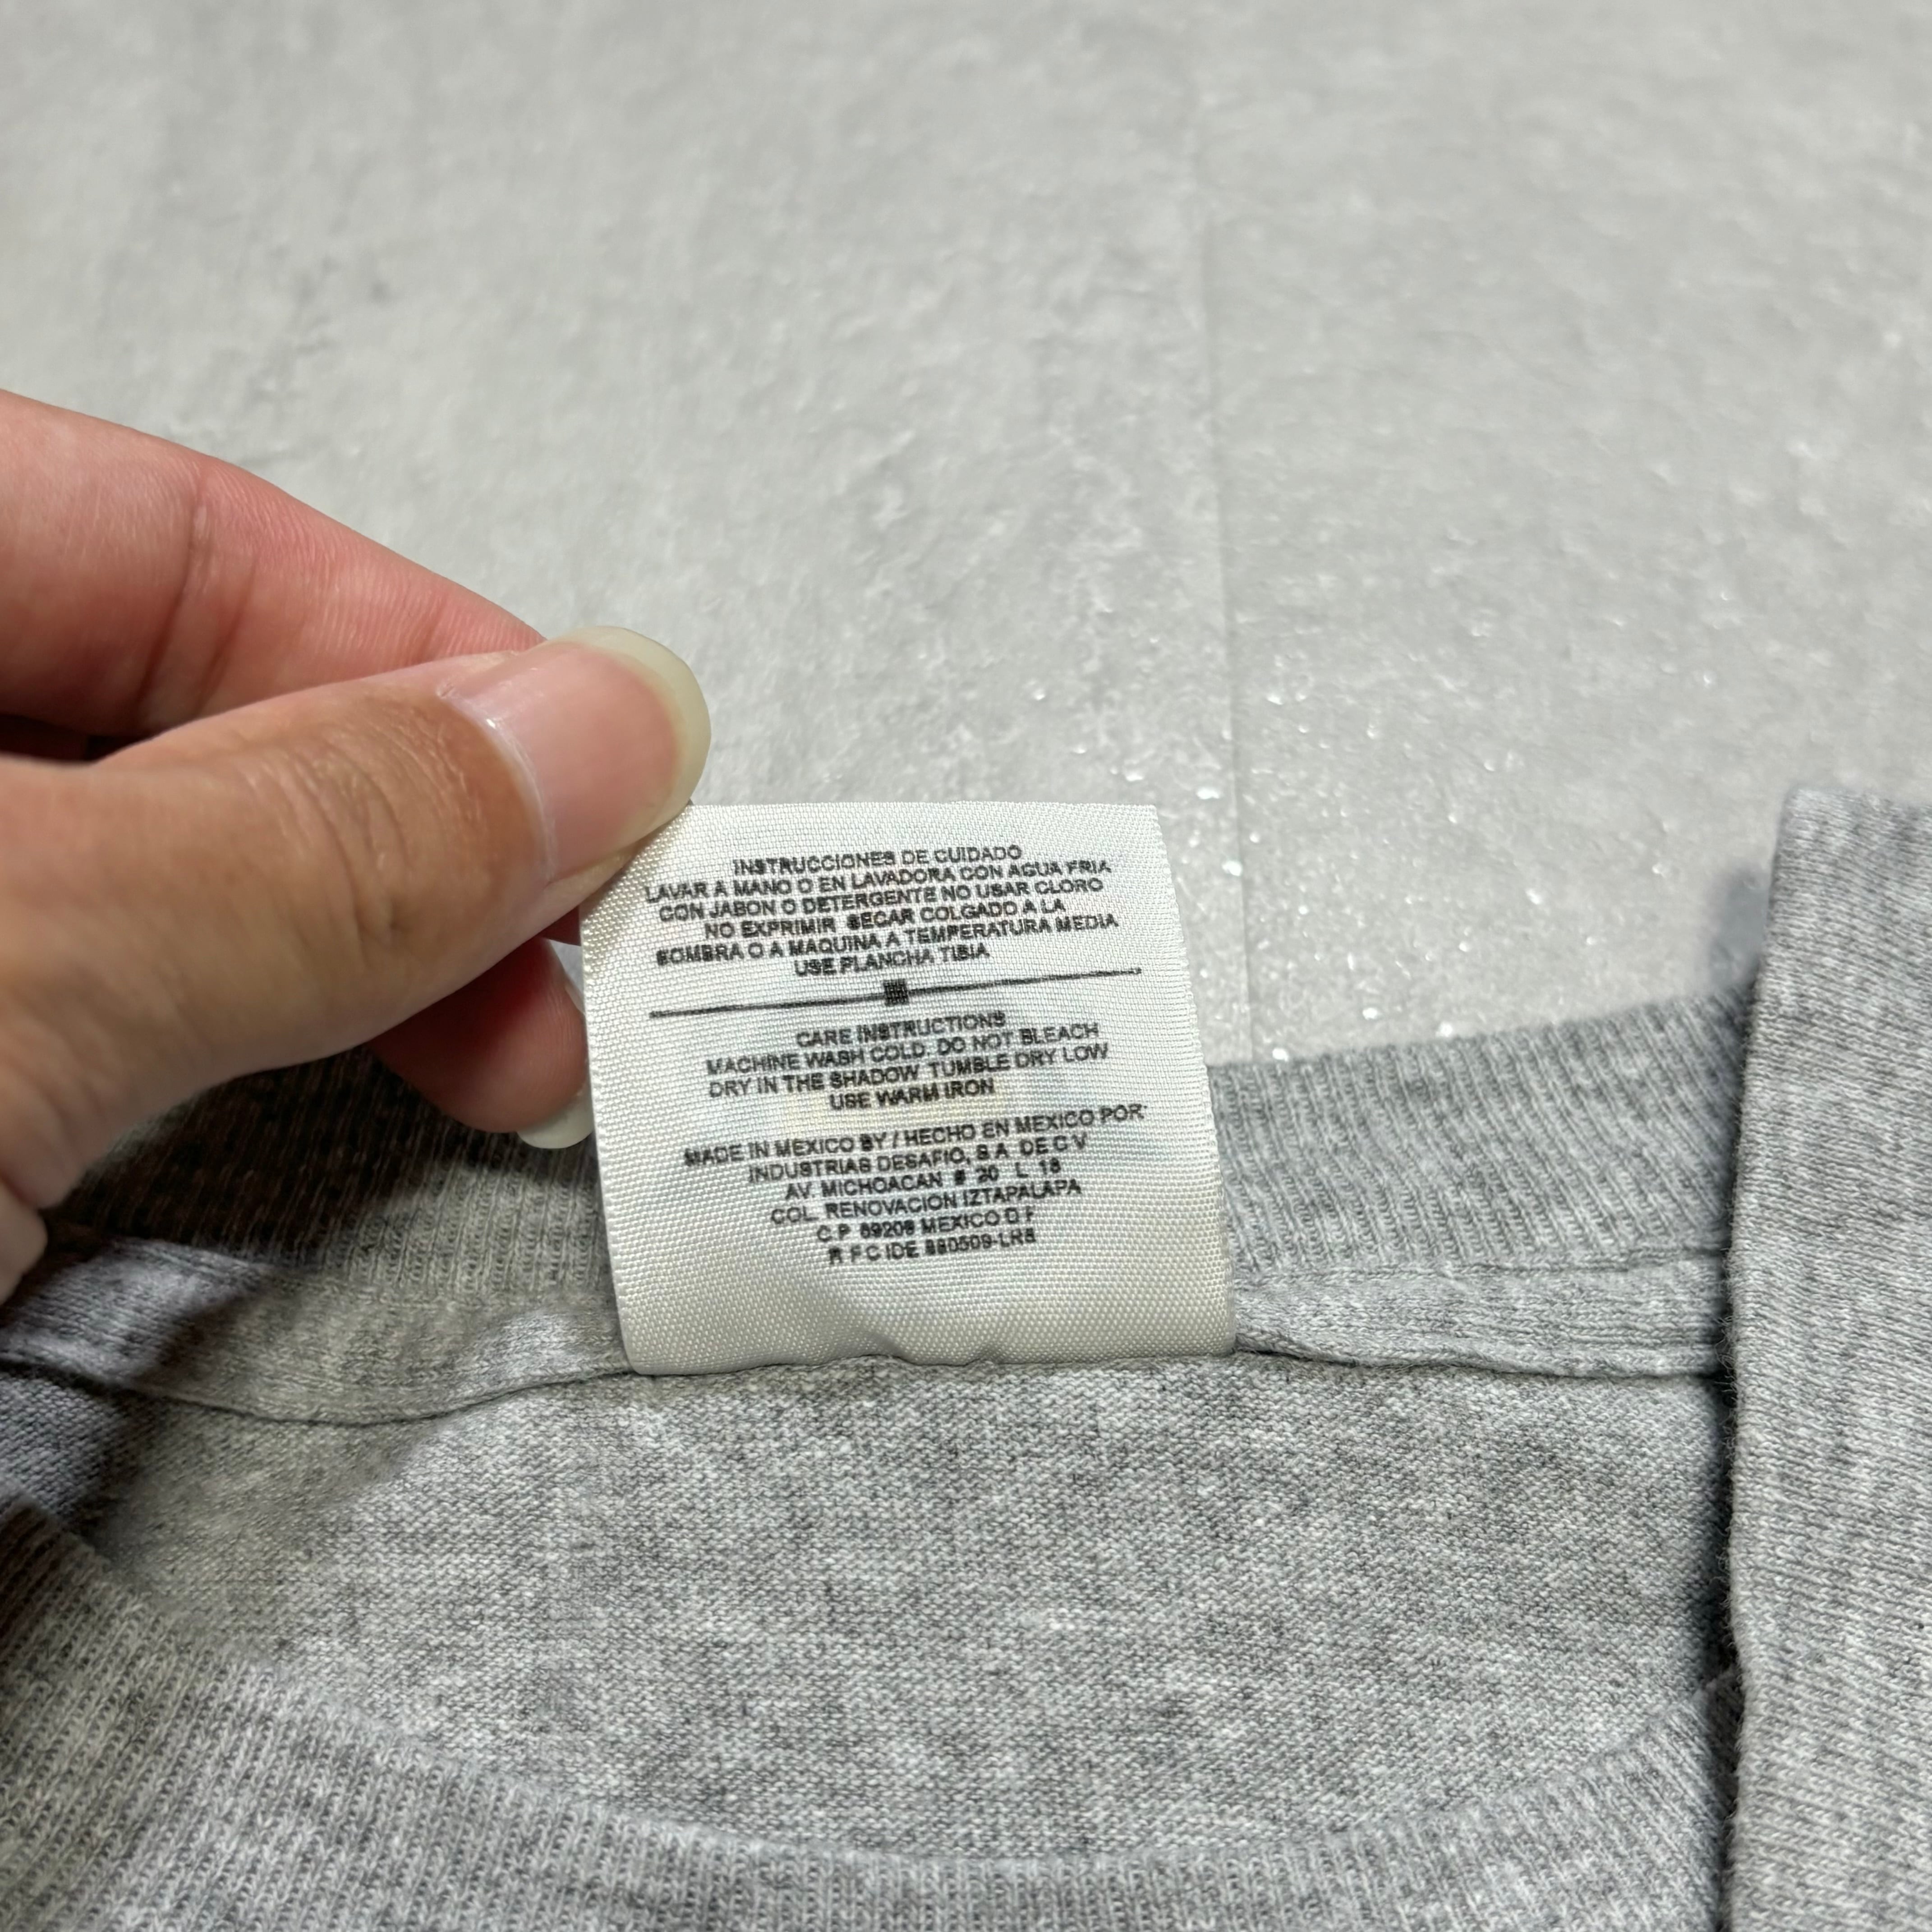 INSTRUCCIONES DE CUIDADO
LAVAR A MANO O EN LAVADORA CON AGUA FRIA
CON JABON O DETERGENTE NO USAR CLORO
NO EXPRIMIR SECAR COLGADO A LA
SOMBRA O A MAQUINA A TEMPERATURA MEDIA
USE PLANCHA TIBIA
CARE INSTRUCTIONS
MACHINE WASH COLD. DO NOT BLEACH
DRY IN THE SHADOW TUMBLE DRY LOW
USE WARM IRON
MADE IN MEXICO BY / HECHO EN MEXICO POR:
INDUSTRIAS DESAFIO, S.A. DE C V
AV. MICHOACAN # 20 L 18
COL. RENOVACION IZTAPALAPA
C P 09209 MEXICO D F
R F C IDE